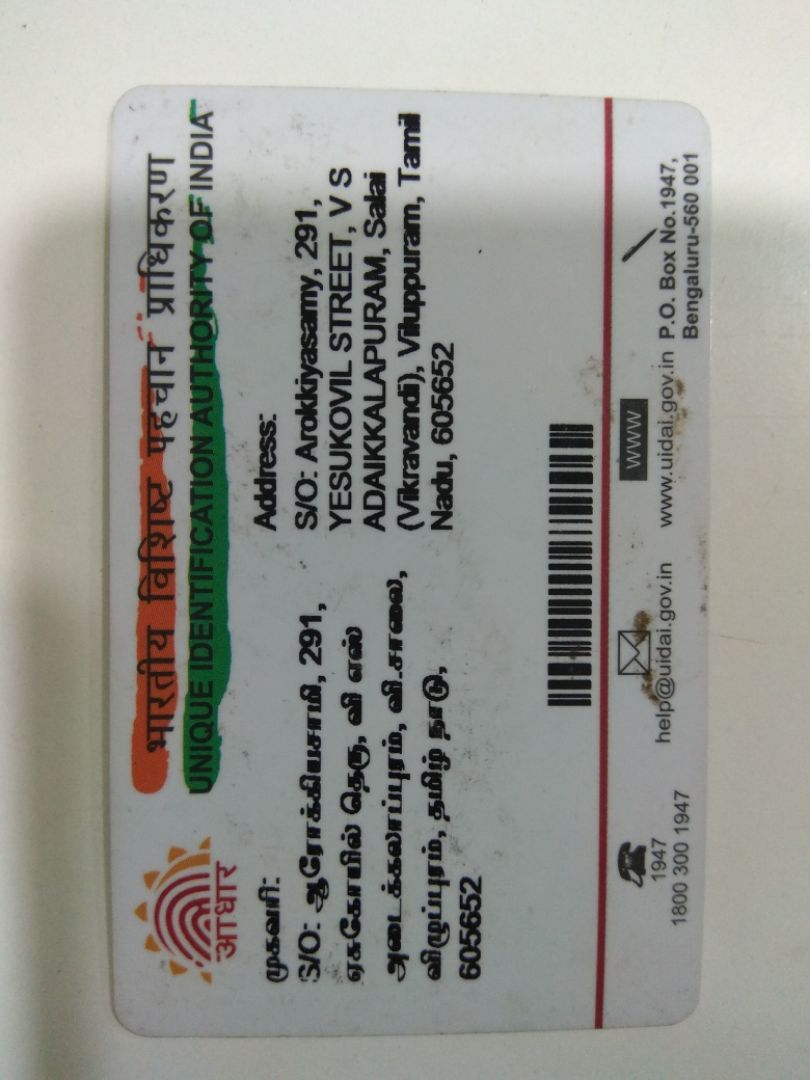 भारतीय विशिष्ट पहचान प्राधिकरण
UNIQUE IDENTIFICATION AUTHORITY OF INDIA
आधार
முகவரி:
S/O: ஆரோக்கியசாமி, 291,
ஏசுகோயில் தெரு, வி எஸ்
அடைக்கலாப்புரம், வி.சாலை,
விழுப்புரம், தமிழ் நாடு,
605652
Address:
S/O: Arokkiyasamy, 291,
YESUKOVIL STREET, V S
ADAIKKALAPURAM, Salai
(Vikravandi), Viluppuram, Tamil
Nadu, 605652
1947
1800 300 1947
help@uidai.gov.in
www
www.uidai.gov.in
P.O. Box No.1947,
Bengaluru-560 001